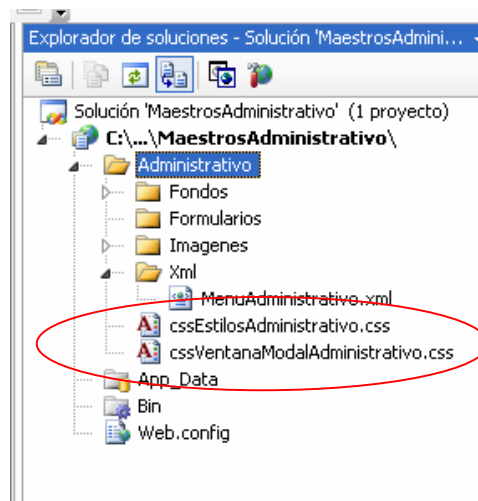 Explorador de soluciones - Solución 'MaestrosAdmini...
Solución 'MaestrosAdministrativo' (1 proyecto)
C:\...\MaestrosAdministrativo\
Administrativo
Fondos
Formularios
Imagenes
Xml
MenuAdministrativo.xml
cssEstilosAdministrativo.css
cssVentanaModalAdministrativo.css
App_Data
Bin
Web.config